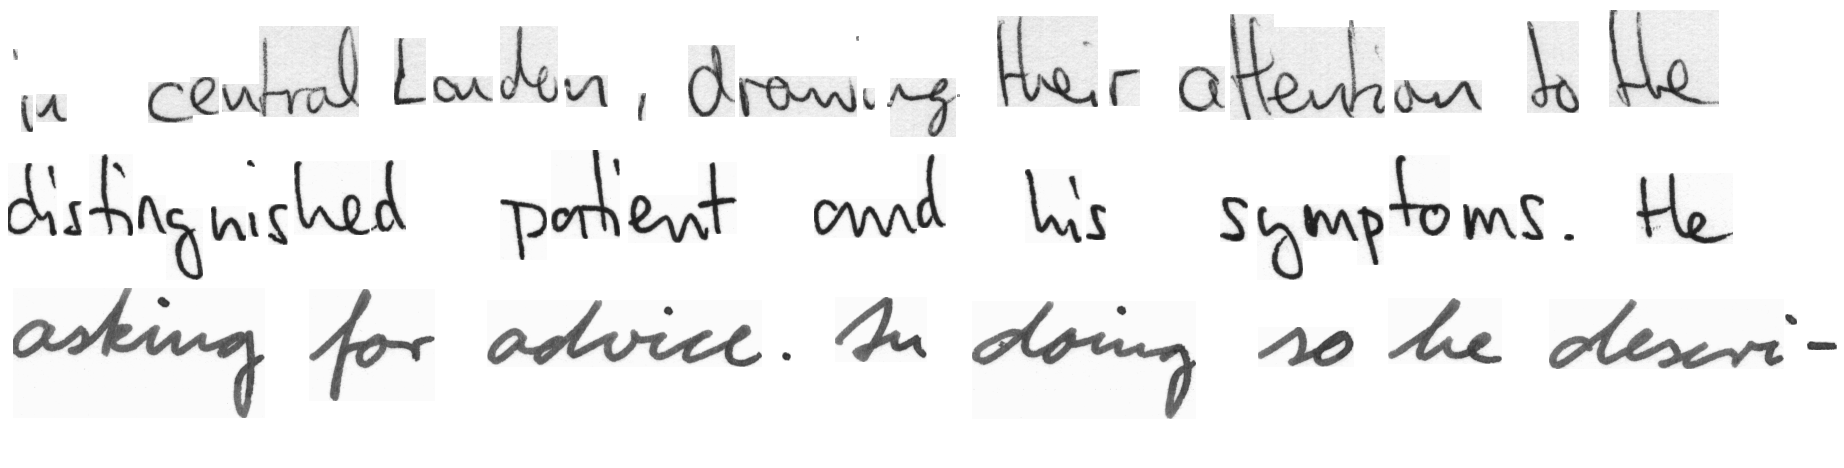 in central London, drawing their attention to the
distinguished patient and his symptoms. He
asking for advice. In doing so he descri-